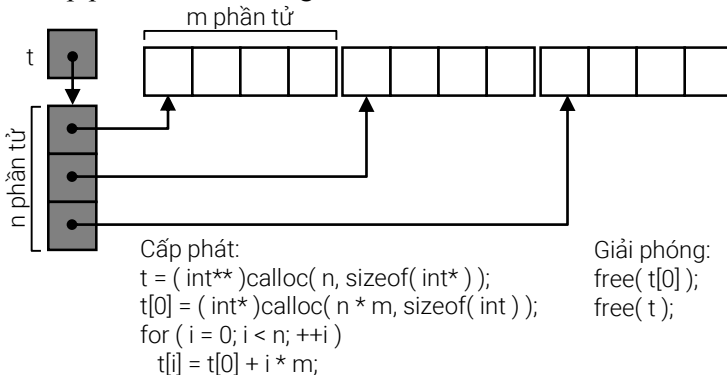 m phần tử
t
n phần tử
Cấp phát:
t = ( int** )calloc( n, sizeof( int* ) );
t[0] = ( int* )calloc( n * m, sizeof( int ) );
for ( i = 0; i < n; ++i )
t[i] = t[0] + i * m;
Giải phóng:
free( t[0] );
free( t );